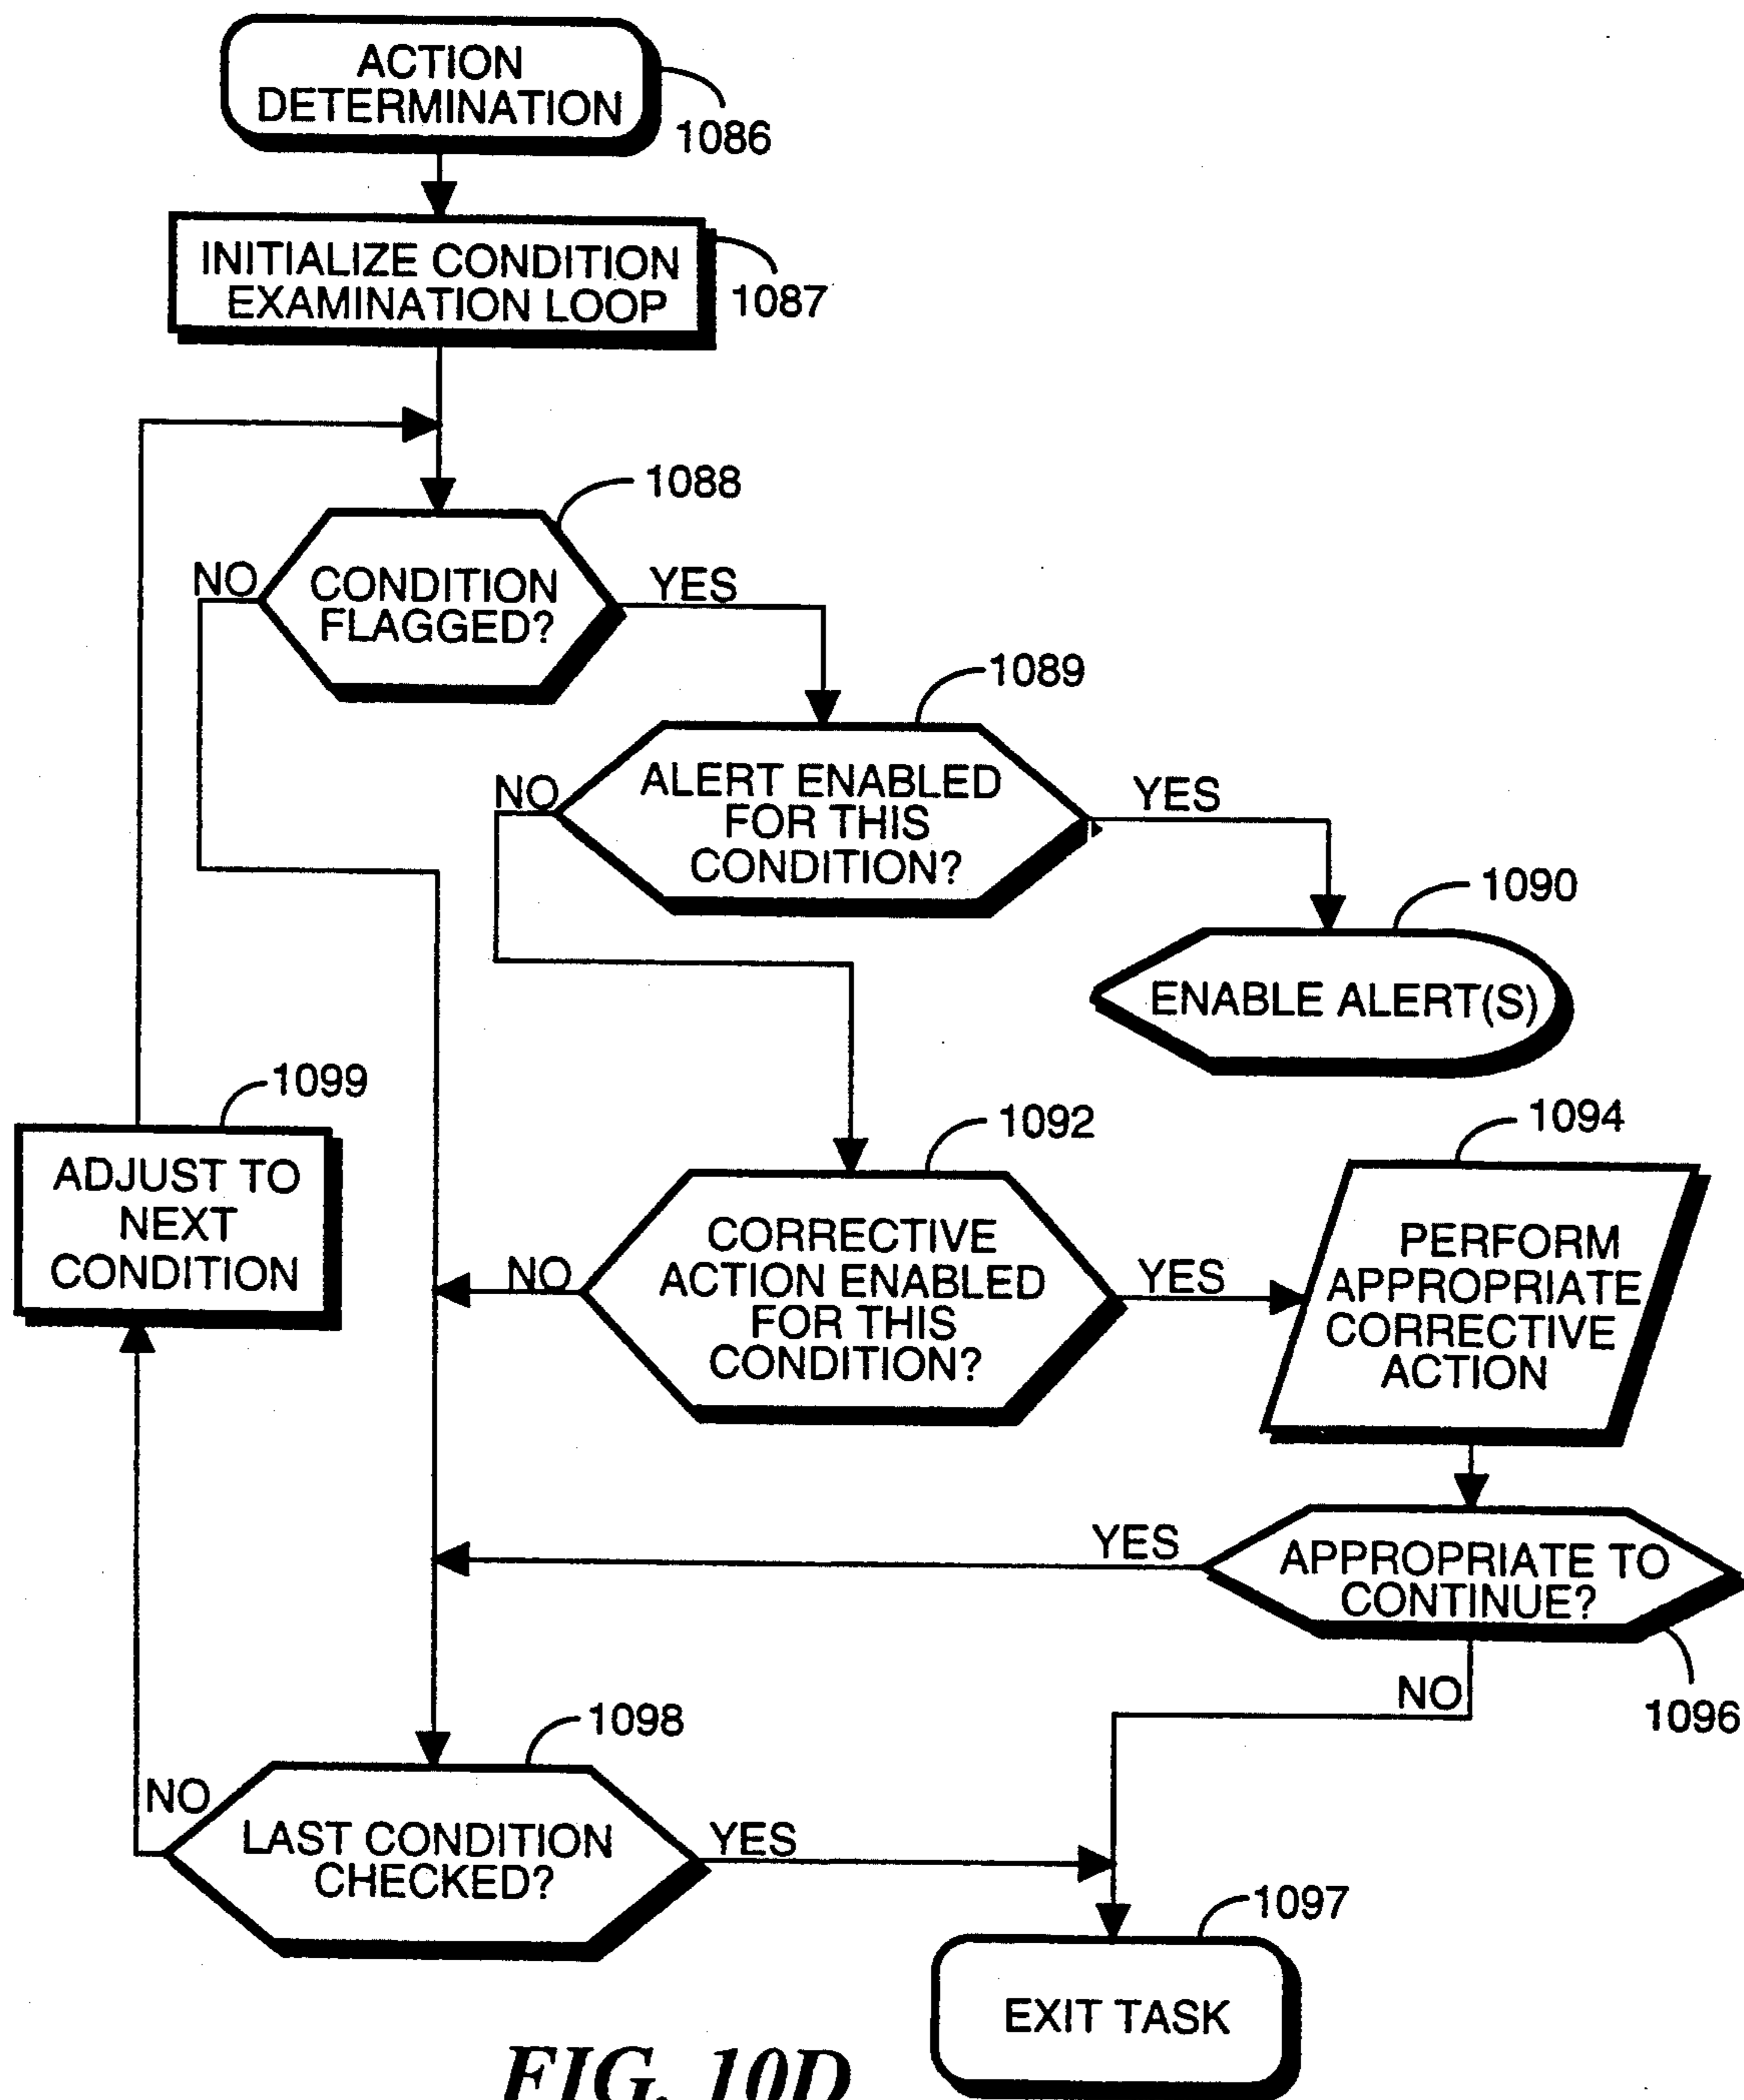 ACTION
DETERMINATION
1086
INITIALIZE CONDITION
EXAMINATION LOOP
1087
1088
NO
CONDITION
FLAGGED?
YES
1089
NO
ALERT ENABLED
FOR THIS
CONDITION?
YES
1090
ENABLE ALERT(S)
1099
ADJUST TO
NEXT
CONDITION
1092
NO
CORRECTIVE
ACTION ENABLED
FOR THIS
CONDITION?
YES
1094
PERFORM
APPROPRIATE
CORRECTIVE
ACTION
YES
APPROPRIATE TO
CONTINUE?
NO
1096
1098
NO
LAST CONDITION
CHECKED?
YES
1097
EXIT TASK
FIG. 10D